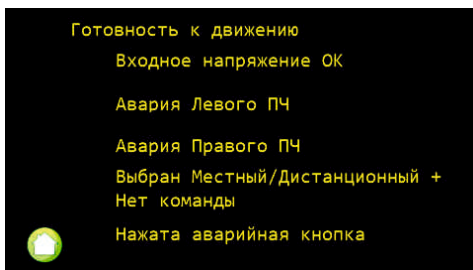 Готовность к движению
Входное напряжение ОК
Авария Левого ПЧ
Авария Правого ПЧ
Выбран Местный/Дистанционный +
Нет команды
Нажата аварийная кнопка